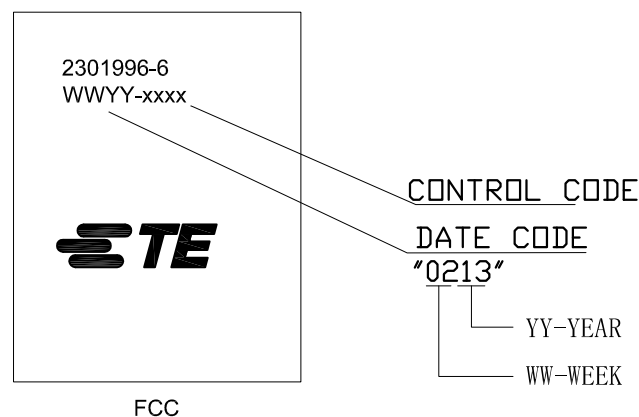 2301996-6
WWYY-xxxx
CONTROL CODE
DATE CODE
"0213"
TE
YY-YEAR
WW-WEEK
FCC